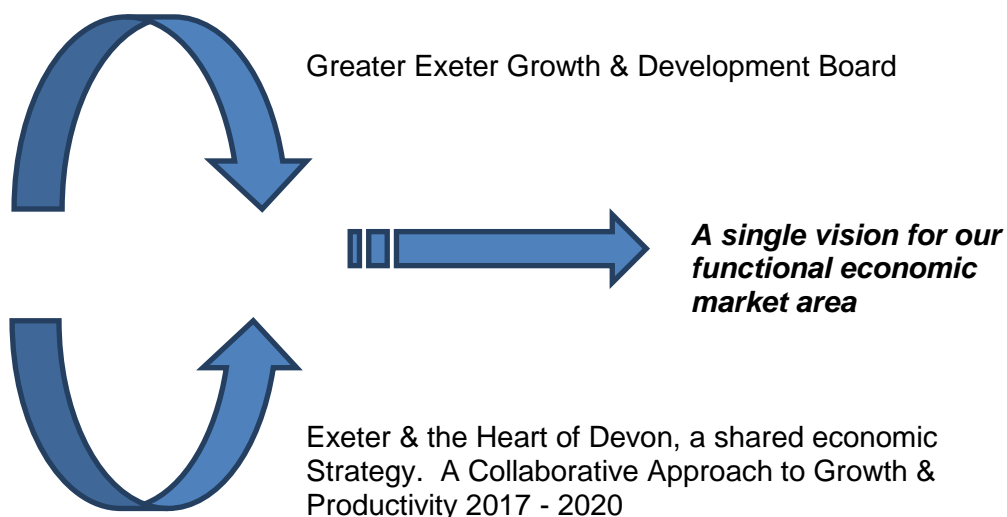 Greater Exeter Growth & Development Board
A single vision for our
functional economic
market area
Exeter & the Heart of Devon, a shared economic
Strategy.  A Collaborative Approach to Growth &
Productivity 2017 - 2020